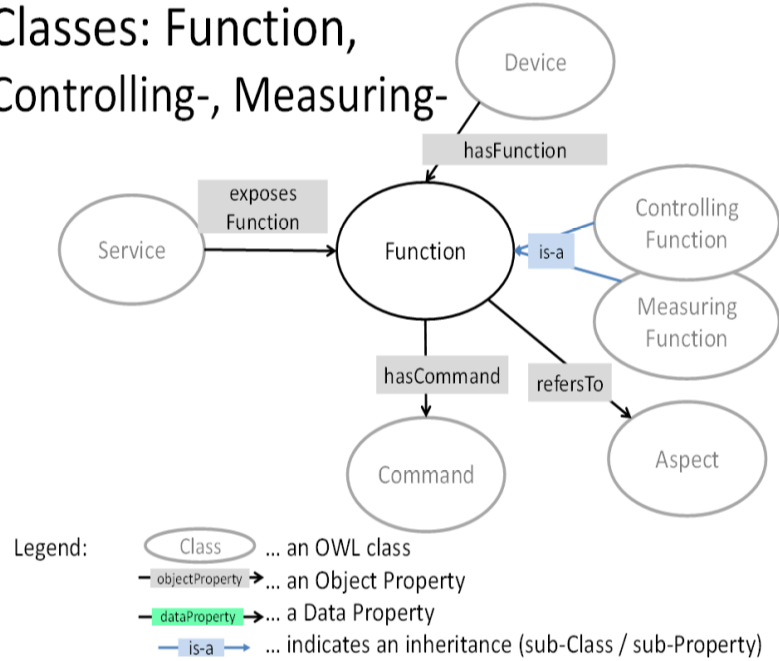 Classes: Function,
Controlling-, Measuring-
Device
hasFunction
exposes
Function
Controlling
Function
Service
Function
is-a
Measuring
Function
hasCommand
refersTo
Command
Aspect
Legend:
Class
... an OWL class
objectProperty
... an Object Property
dataProperty
... a Data Property
is-a
... indicates an inheritance (sub-Class / sub-Property)